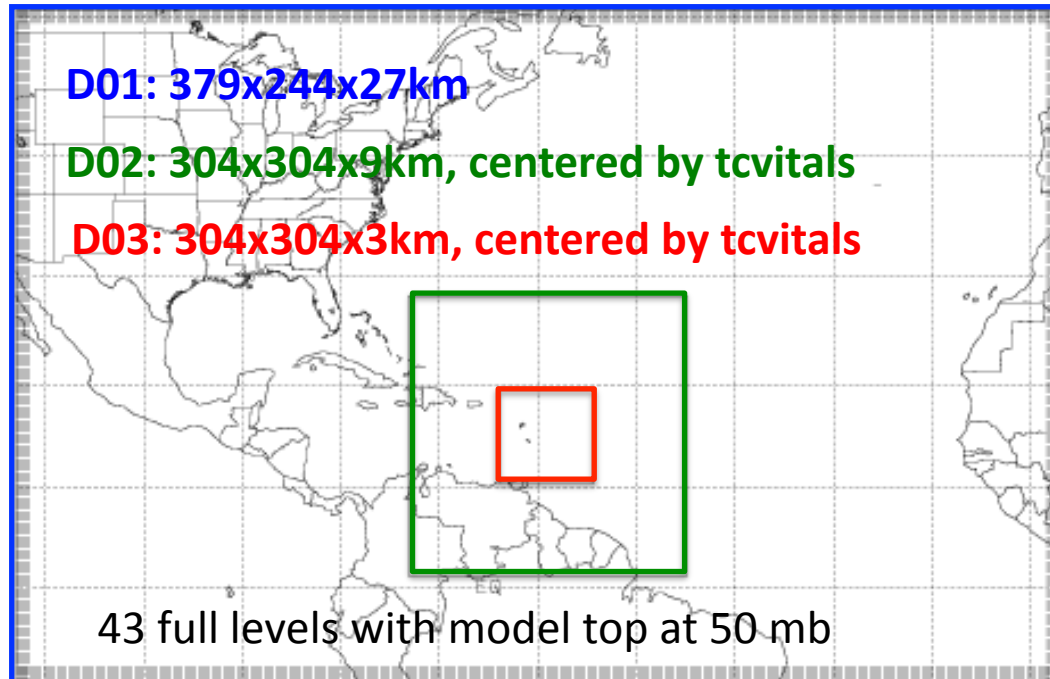 D01: 379x244x27km
D02: 304x304x9km, centered by tcvitals
D03: 304x304x3km, centered by tcvitals
EQ
43 full levels with model top at 50 mb